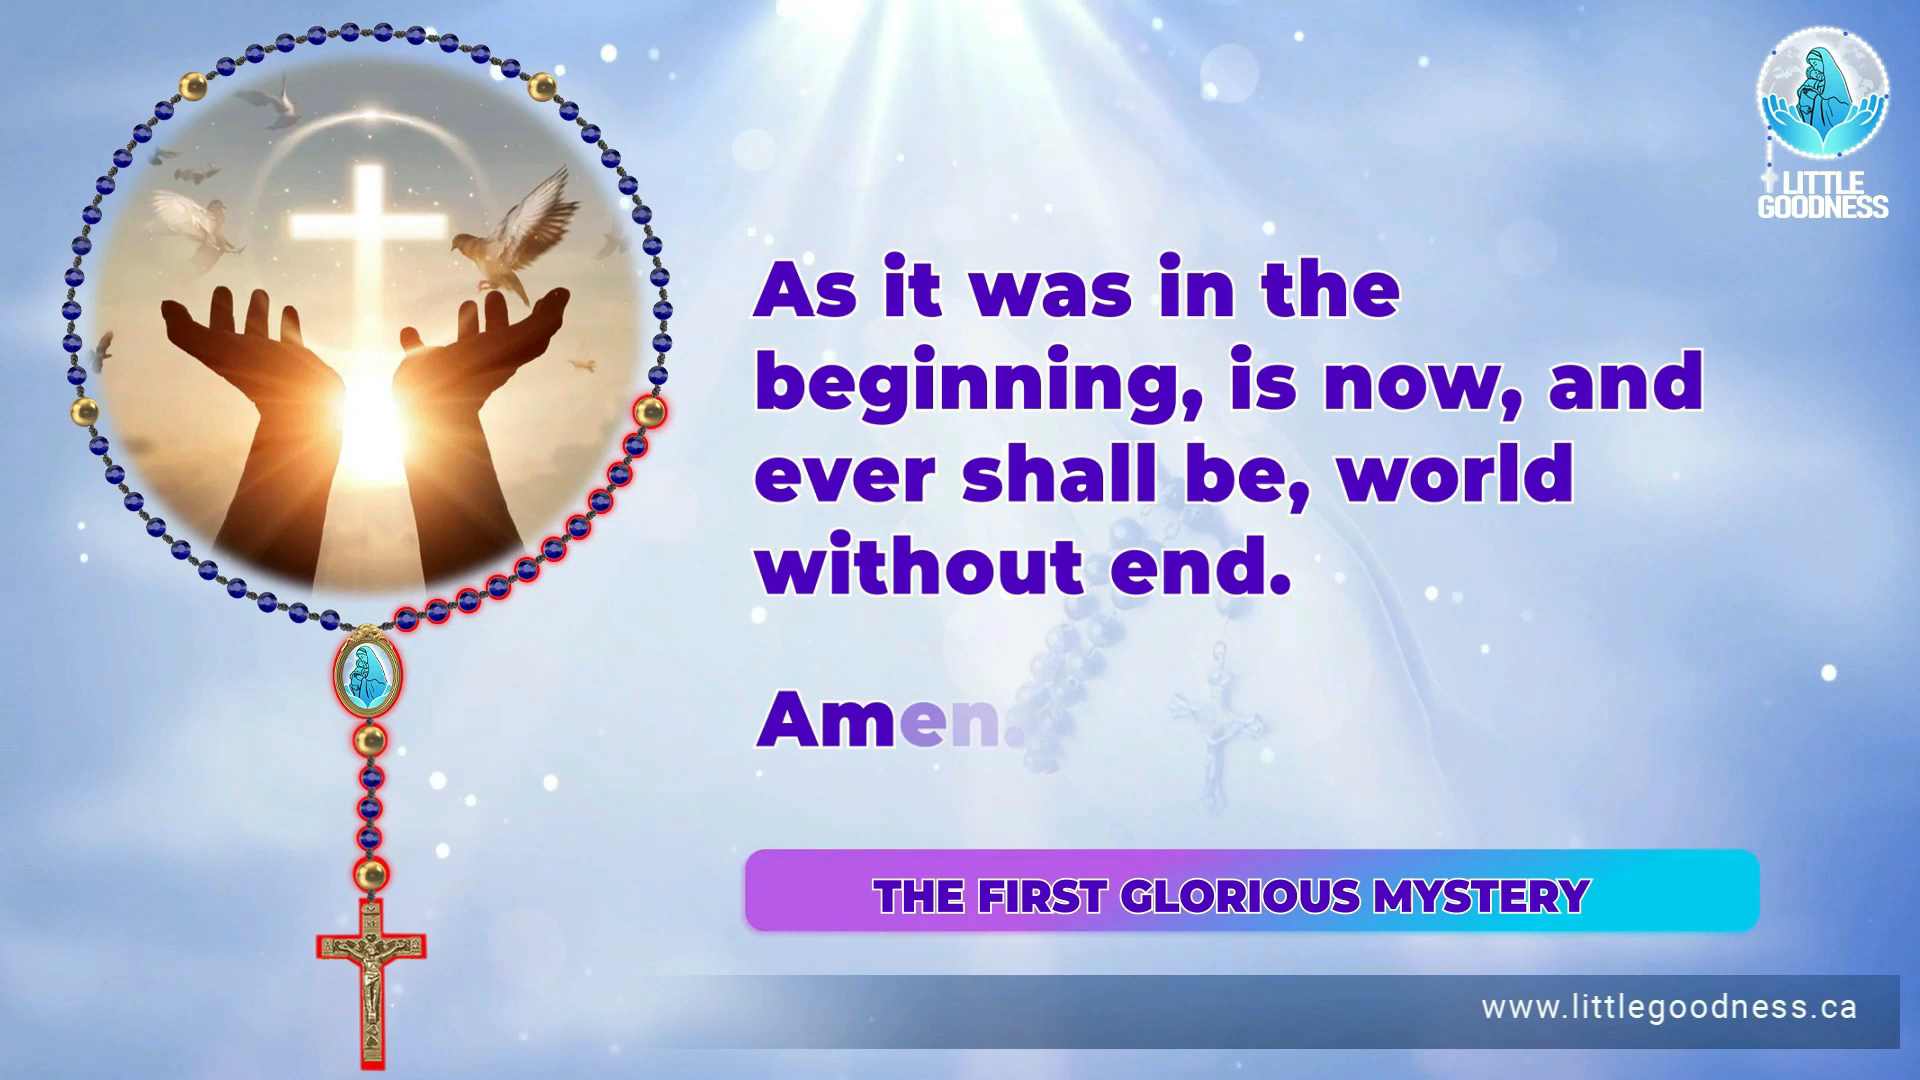 LITTLE
GOODNESS
As it was in the
beginning, is now, and
ever shall be, world
without end.
Amen.
THE FIRST GLORIOUS MYSTERY
www.littlegoodness.ca